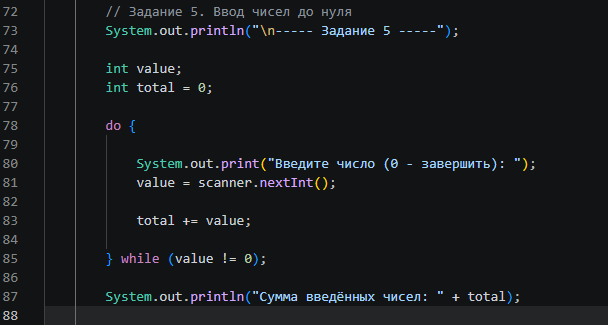 72 // Задание 5. Ввод чисел до нуля
73 System.out.println("\n----- Задание 5 -----");
74
75 int value;
76 int total = 0;
77
78 do {
79
80 System.out.print("Введите число (0 - завершить): ");
81 value = scanner.nextInt();
82
83 total += value;
84
85 } while (value != 0);
86
87 System.out.println("Сумма введённых чисел: " + total);
88